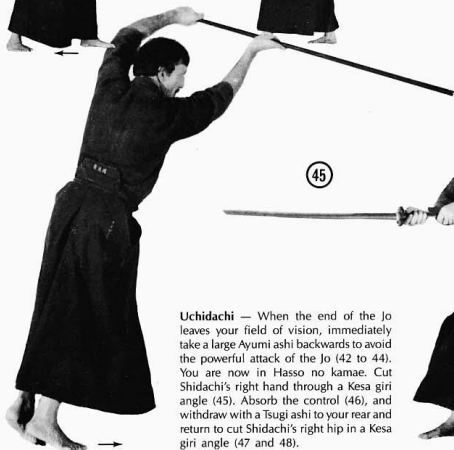 45
Uchidachi — When the end of the Jo
leaves your field of vision, immediately
take a large Ayumi ashi backwards to avoid
the powerful attack of the Jo (42 to 44).
You are now in Hasso no kamae. Cut
Shidachi's right hand through a Kesa giri
angle (45). Absorb the control (46), and
withdraw with a Tsugi ashi to your rear and
return to cut Shidachi's right hip in a Kesa
giri angle (47 and 48).